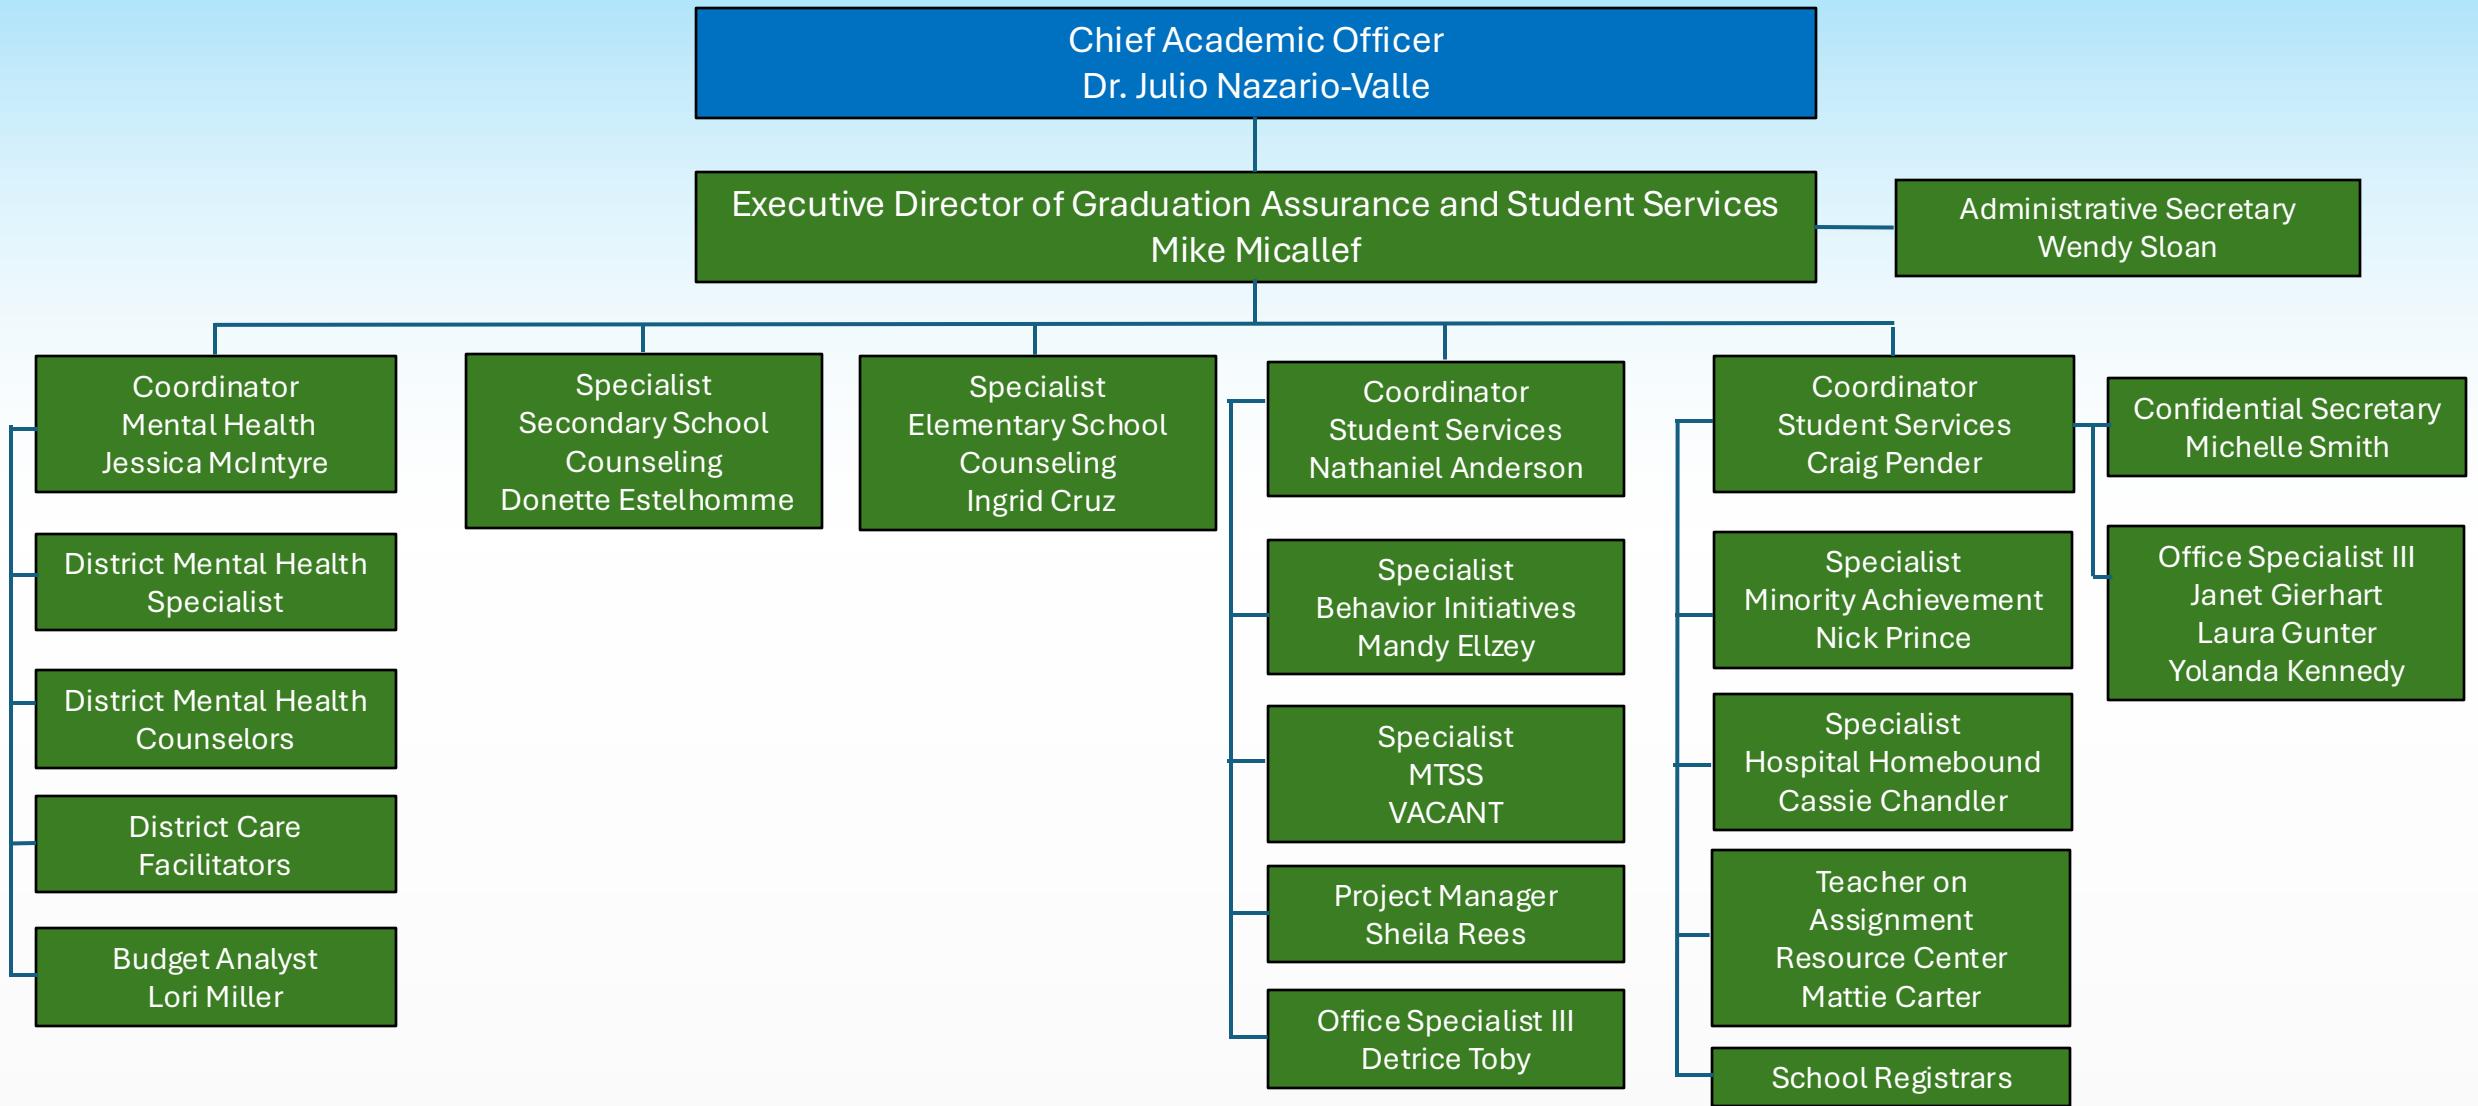 Chief Academic Officer
Dr. Julio Nazario-Valle
Executive Director of Graduation Assurance and Student Services
Mike Micallef
Administrative Secretary
Wendy Sloan
Coordinator
Mental Health
Jessica McIntyre
District Mental Health
Specialist
District Mental Health
Counselors
District Care
Facilitators
Budget Analyst
Lori Miller
Specialist
Secondary School
Counseling
Donette Estelhomme
Specialist
Elementary School
Counseling
Ingrid Cruz
Coordinator
Student Services
Nathaniel Anderson
Specialist
Behavior Initiatives
Mandy Ellzey
Specialist
MTSS
VACANT
Project Manager
Sheila Rees
Office Specialist III
Detrice Toby
Coordinator
Student Services
Craig Pender
Specialist
Minority Achievement
Nick Prince
Specialist
Hospital Homebound
Cassie Chandler
Teacher on
Assignment
Resource Center
Mattie Carter
School Registrars
Confidential Secretary
Michelle Smith
Office Specialist III
Janet Gierhart
Laura Gunter
Yolanda Kennedy